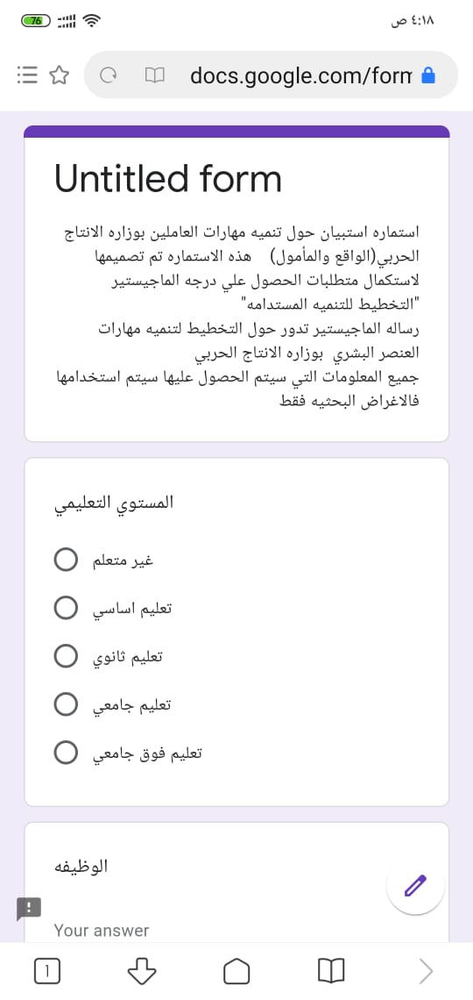 76
٤:١٨ ص
docs.google.com/form
Untitled form
استماره استبيان حول تنميه مهارات العاملين بوزاره الانتاج
الحربي(الواقع والمأمول) هذه الاستماره تم تصميمها
لاستكمال متطلبات الحصول علي درجه الماجيستير
"التخطيط للتنميه المستدامه"
رساله الماجيستير تدور حول التخطيط لتنميه مهارات
العنصر البشري بوزاره الانتاج الحربي
جميع المعلومات التي سيتم الحصول عليها سيتم استخدامها
فالاغراض البحثيه فقط
المستوي التعليمي
غير متعلم
تعليم اساسي
تعليم ثانوي
تعليم جامعي
تعليم فوق جامعي
الوظيفه
Your answer
1